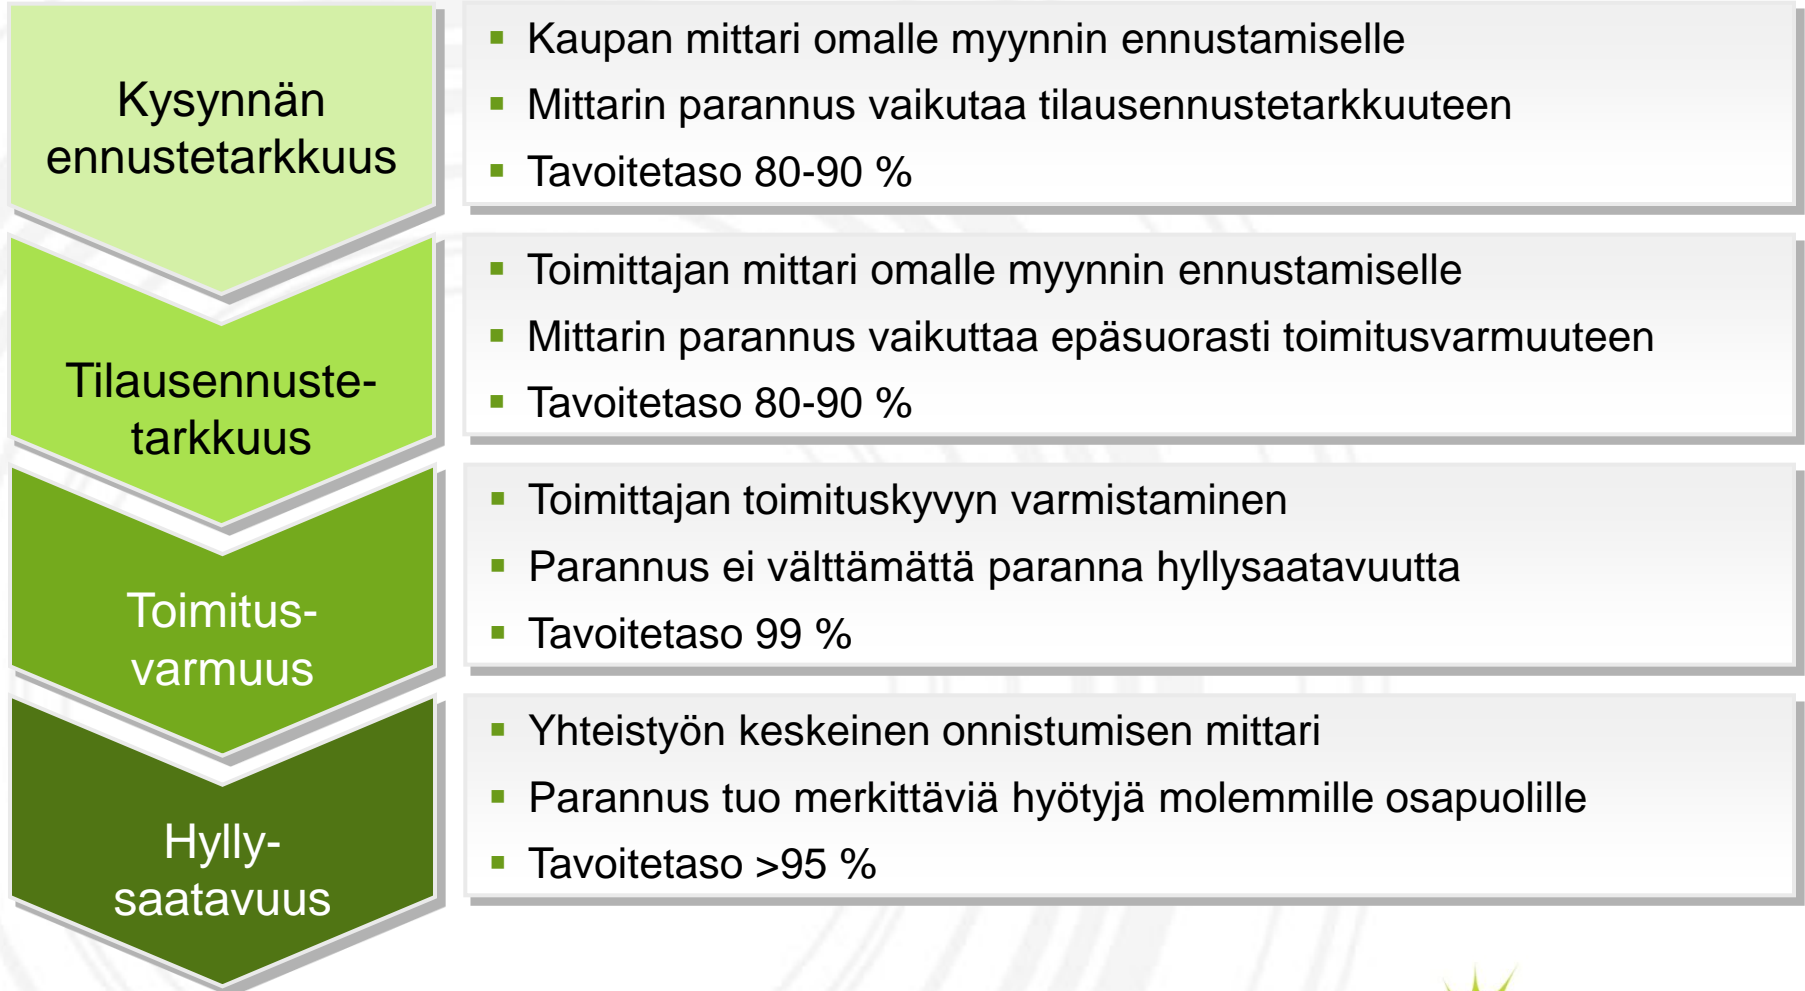 Kysynnän
ennustetarkkuus
Kaupan mittari omalle myynnin ennustamiselle
Mittarin parannus vaikutaa tilausennustetarkkuuteen
Tavoitetaso 80-90 %
Tilausennuste-
tarkkuus
Toimittajan mittari omalle myynnin ennustamiselle
Mittarin parannus vaikuttaa epäsuorasti toimitusvarmuuteen
Tavoitetaso 80-90 %
Toimitus-
varmuus
Toimittajan toimituskyvyn varmistaminen
Parannus ei välttämättä paranna hyllysaatavuutta
Tavoitetaso 99 %
Hylly-
saatavuus
Yhteistyön keskeinen onnistumisen mittari
Parannus tuo merkittäviä hyötyjä molemmille osapuolille
Tavoitetaso >95 %